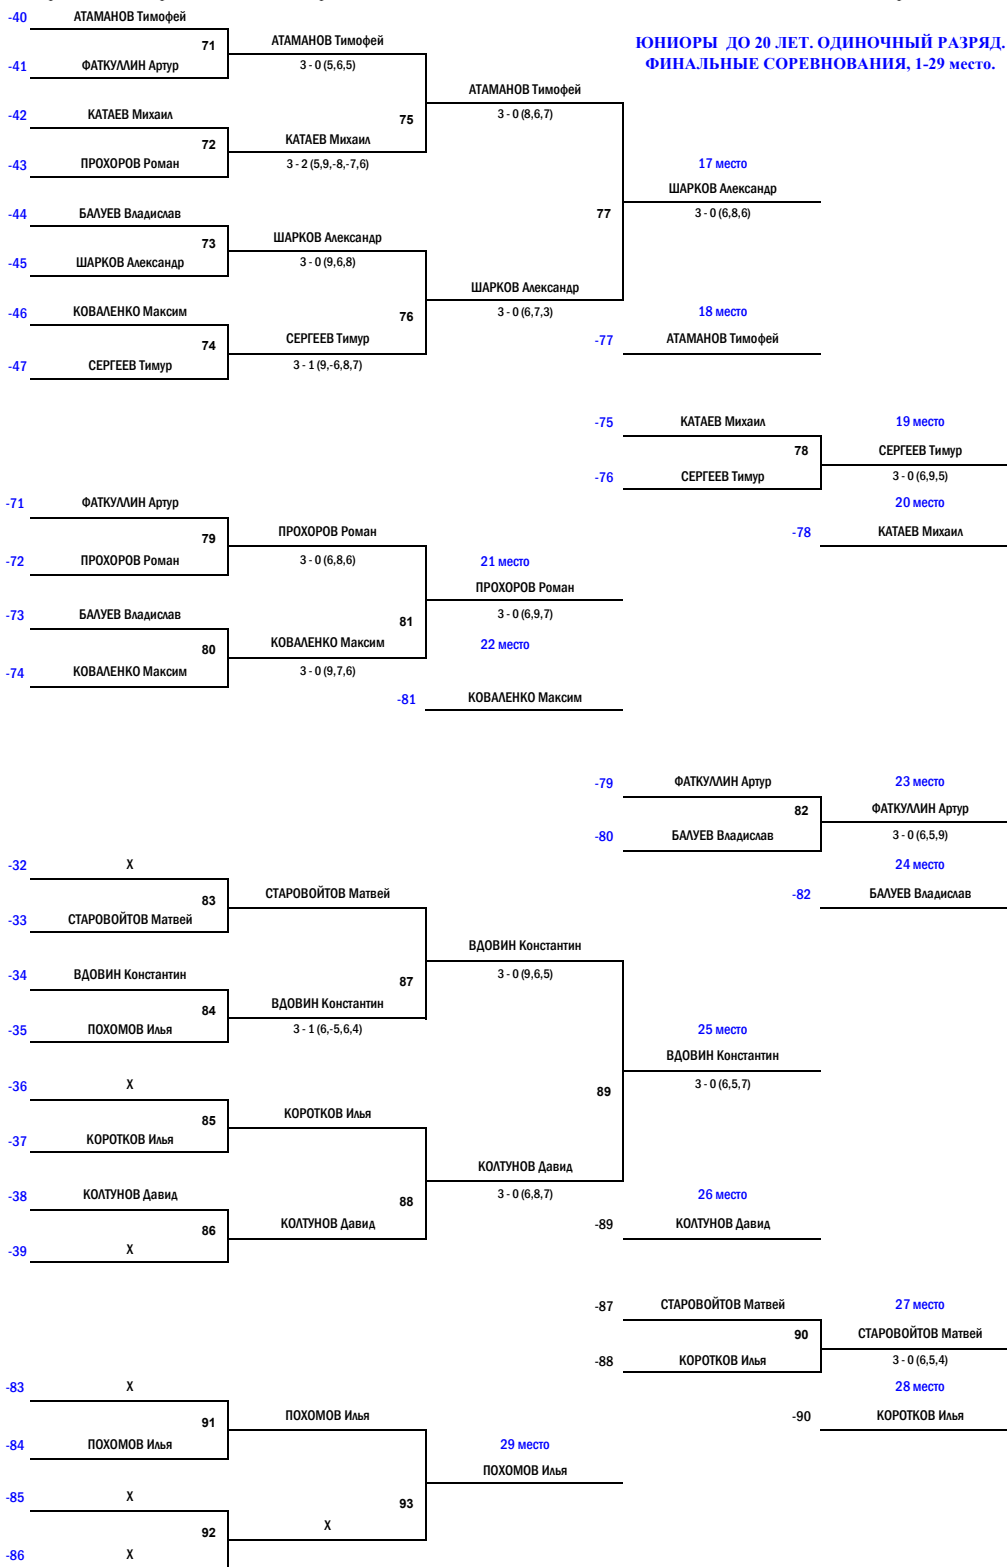 -40 АТАМАНОВ Тимофей
71 АТАМАНОВ Тимофей
-41 ФАТКУЛЛИН Артур 3 - 0 (5,6,5)
ЮНИОРЫ ДО 20 ЛЕТ. ОДИНОЧНЫЙ РАЗРЯД.
ФИНАЛЬНЫЕ СОРЕВНОВАНИЯ, 1-29 место.
АТАМАНОВ Тимофей
-42 КАТАЕВ Михаил 75 3 - 0 (8,6,7)
72 КАТАЕВ Михаил
-43 ПРОХОРОВ Роман 3 - 2 (5,9,-8,-7,6) 17 место
ШАРКОВ Александр
-44 БАЛУЕВ Владислав 77 3 - 0 (6,8,6)
73 ШАРКОВ Александр
-45 ШАРКОВ Александр 3 - 0 (9,6,8)
ШАРКОВ Александр
-46 КОВАЛЕНКО Максим 76 3 - 0 (6,7,3) 18 место
74 СЕРГЕЕВ Тимур -77 АТАМАНОВ Тимофей
-47 СЕРГЕЕВ Тимур 3 - 1 (9,-6,8,7)
-75 КАТАЕВ Михаил 19 место
78 СЕРГЕЕВ Тимур
-76 СЕРГЕЕВ Тимур 3 - 0 (6,9,5)
-71 ФАТКУЛЛИН Артур 20 место
79 ПРОХОРОВ Роман -78 КАТАЕВ Михаил
-72 ПРОХОРОВ Роман 3 - 0 (6,8,6) 21 место
ПРОХОРОВ Роман
-73 БАЛУЕВ Владислав 81 3 - 0 (6,9,7)
80 КОВАЛЕНКО Максим 22 место
-74 КОВАЛЕНКО Максим 3 - 0 (9,7,6)
-81 КОВАЛЕНКО Максим
-79 ФАТКУЛЛИН Артур 23 место
82 ФАТКУЛЛИН Артур
-80 БАЛУЕВ Владислав 3 - 0 (6,5,9)
-32 X 24 место
83 СТАРОВОЙТОВ Матвей -82 БАЛУЕВ Владислав
-33 СТАРОВОЙТОВ Матвей
ВДОВИН Константин
-34 ВДОВИН Константин 87 3 - 0 (9,6,5)
84 ВДОВИН Константин
-35 ПОХОМОВ Илья 3 - 1 (6,-5,6,4) 25 место
ВДОВИН Константин
-36 X 89 3 - 0 (6,5,7)
85 КОРОТКОВ Илья
-37 КОРОТКОВ Илья
КОЛТУНОВ Давид
-38 КОЛТУНОВ Давид 88 3 - 0 (6,8,7) 26 место
86 КОЛТУНОВ Давид -89 КОЛТУНОВ Давид
-39 X
-87 СТАРОВОЙТОВ Матвей 27 место
90 СТАРОВОЙТОВ Матвей
-88 КОРОТКОВ Илья 3 - 0 (6,5,4)
-83 X 28 место
91 ПОХОМОВ Илья -90 КОРОТКОВ Илья
-84 ПОХОМОВ Илья 29 место
ПОХОМОВ Илья
-85 X 93
92 X
-86 X